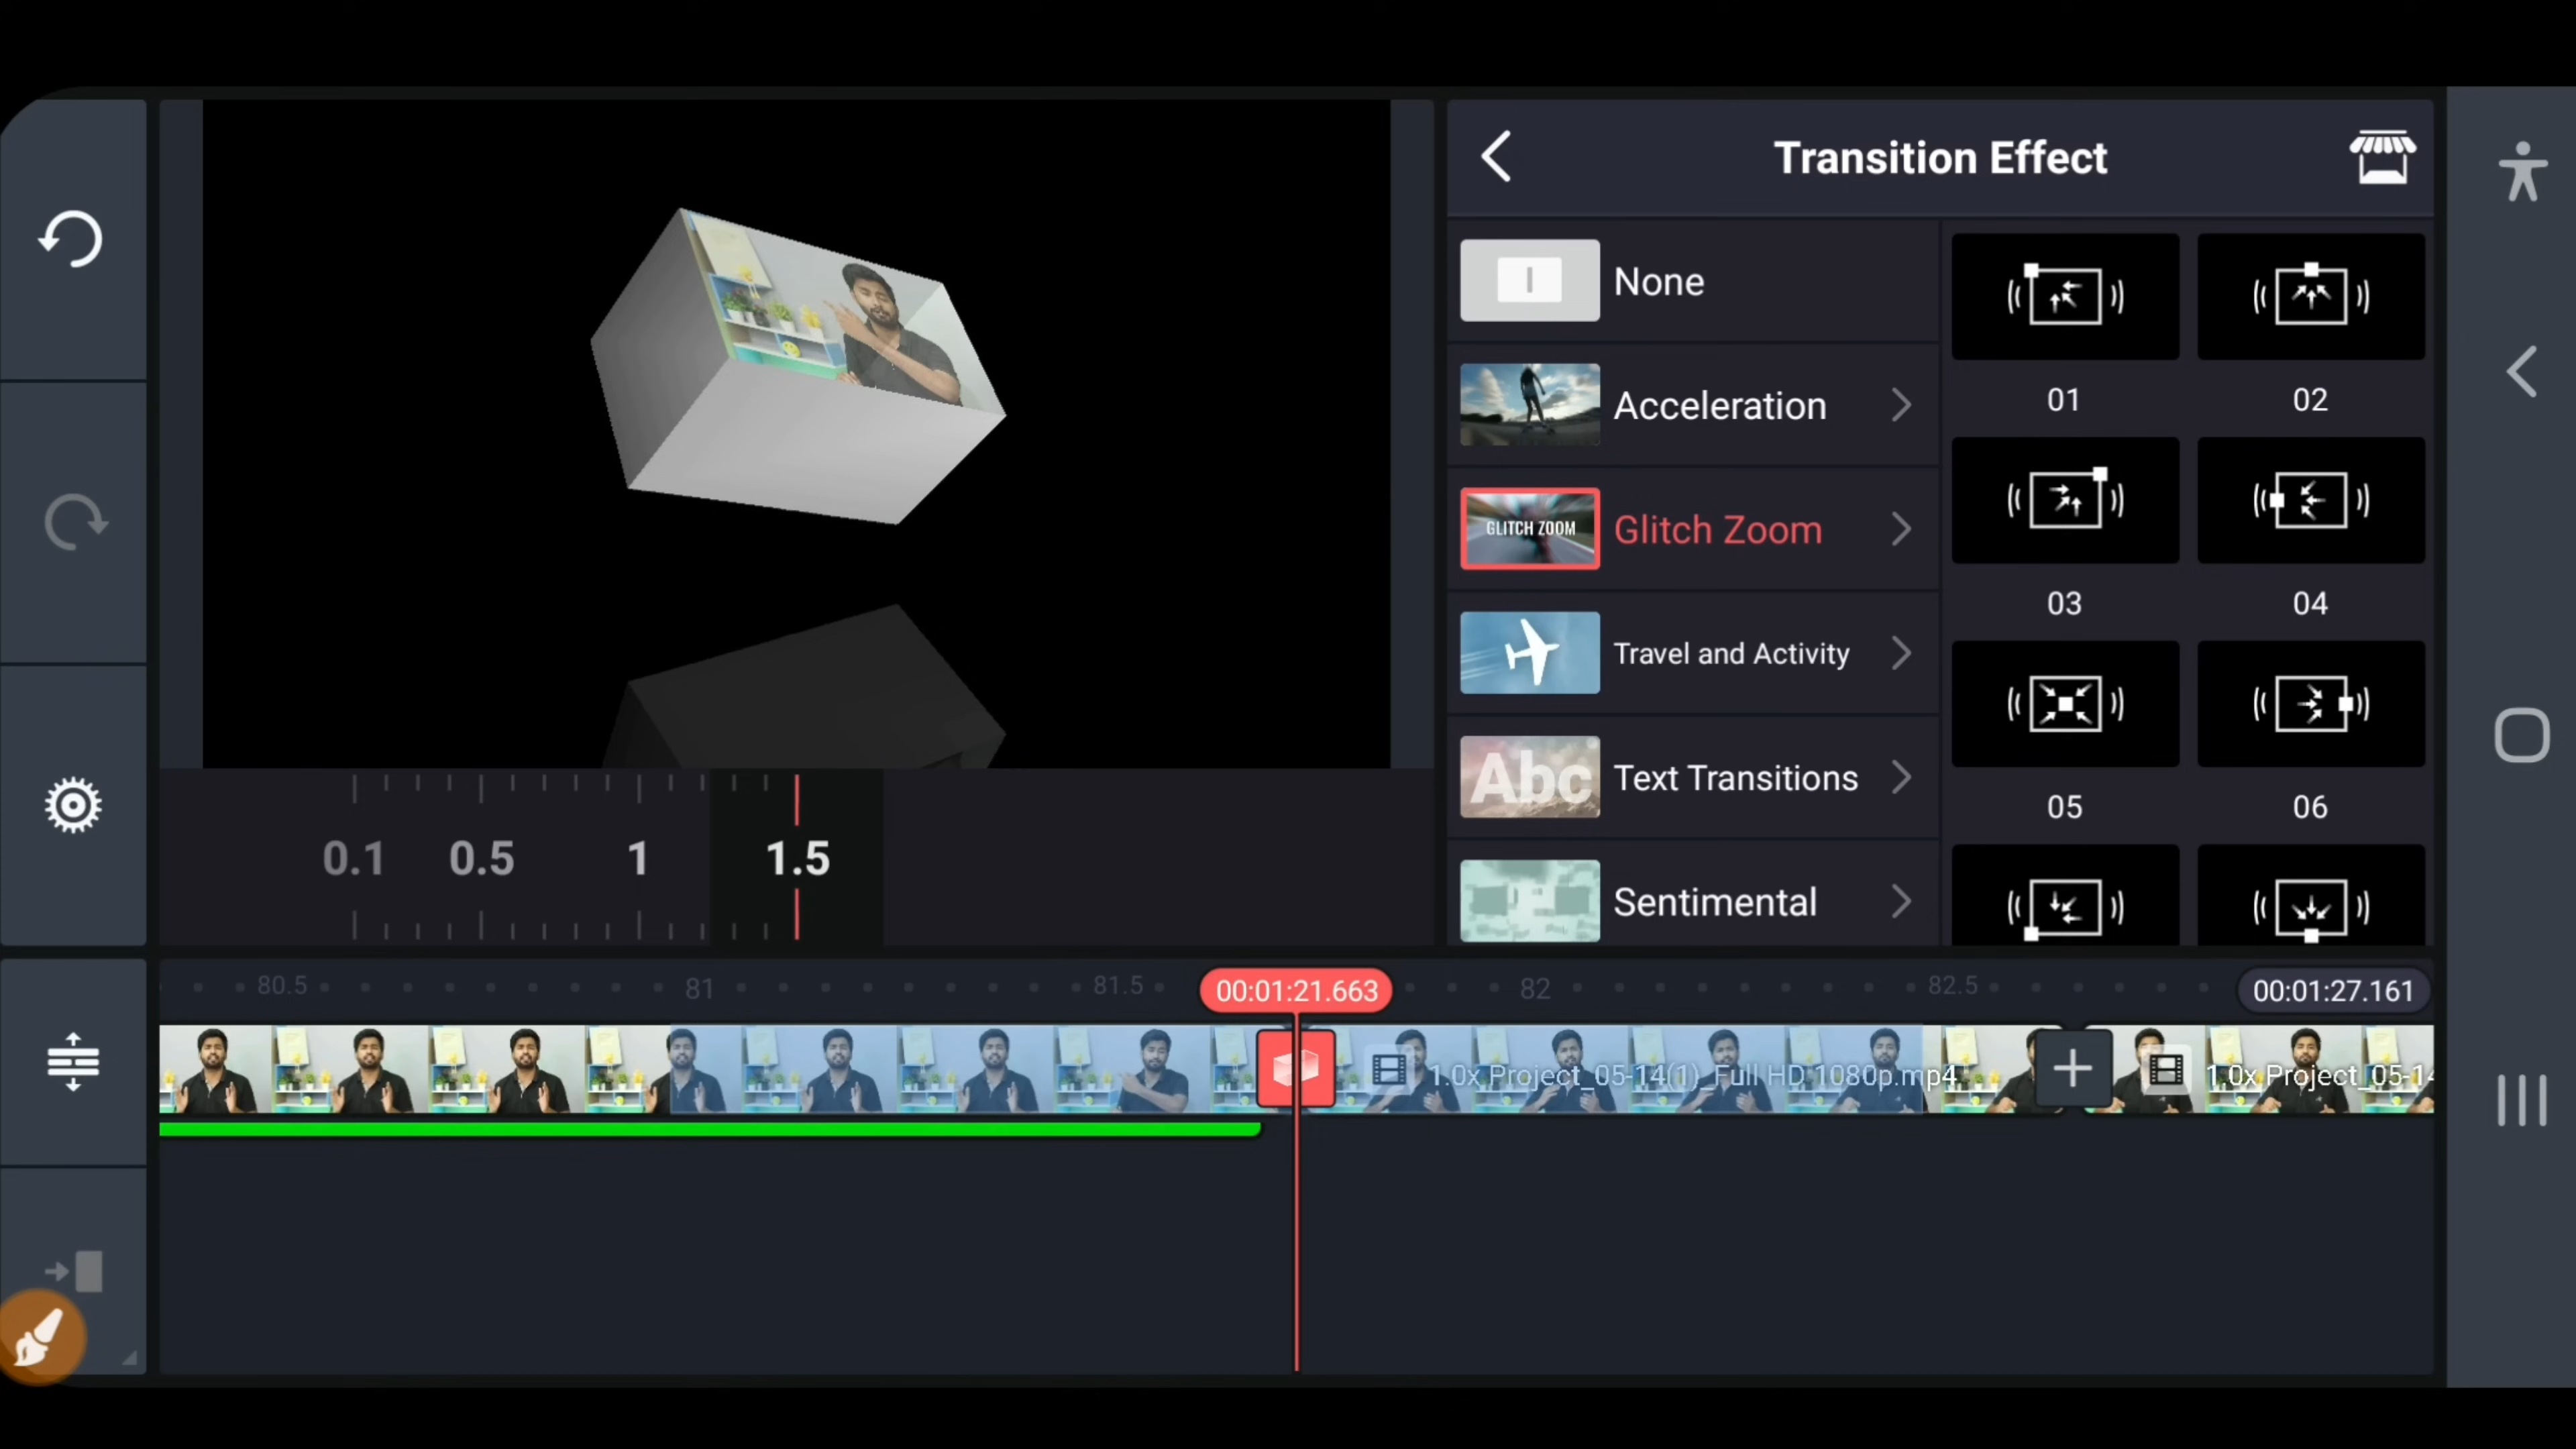 Transition Effect
None
Acceleration
GLITCH ZOOM
Glitch Zoom
Travel and Activity
Abc
Text Transitions
Sentimental
01
02
03
04
05
06
0.1
0.5
1
1.5
80.5
81
81.5
00:01:21.663
82
82.5
00:01:27.161
1.0x Project_05-14(1)_Full HD 1080p.mp4
1.0x Project_05-14